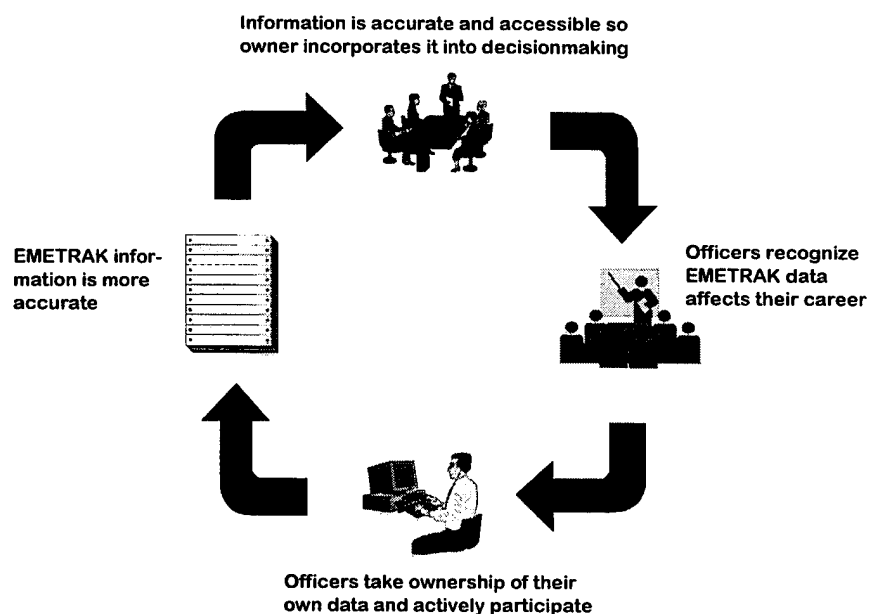 Information is accurate and accessible so
owner incorporates it into decisionmaking
EMETRAK infor-
mation is more
accurate
Officers recognize
EMETRAK data
affects their career
Officers take ownership of their
own data and actively participate